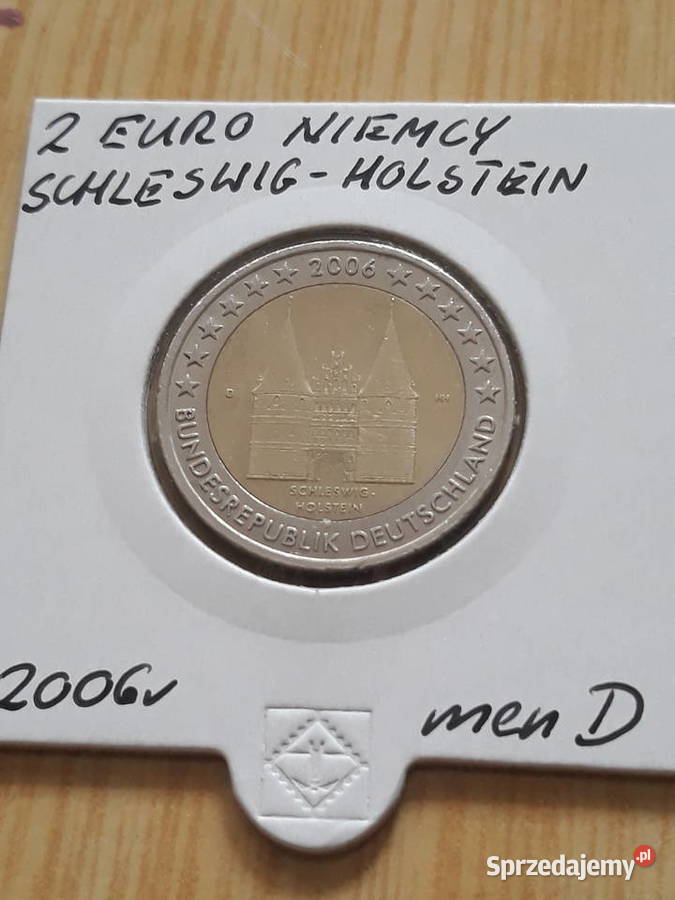 2 EURO NIEMCY
SCHLESWIG-HOLSTEIN
2006
D
BUNDESREPUBLIK DEUTSCHLAND
SCHLESWIG-
HOLSTEIN
2006r
men D
Sprzedajemy.pl